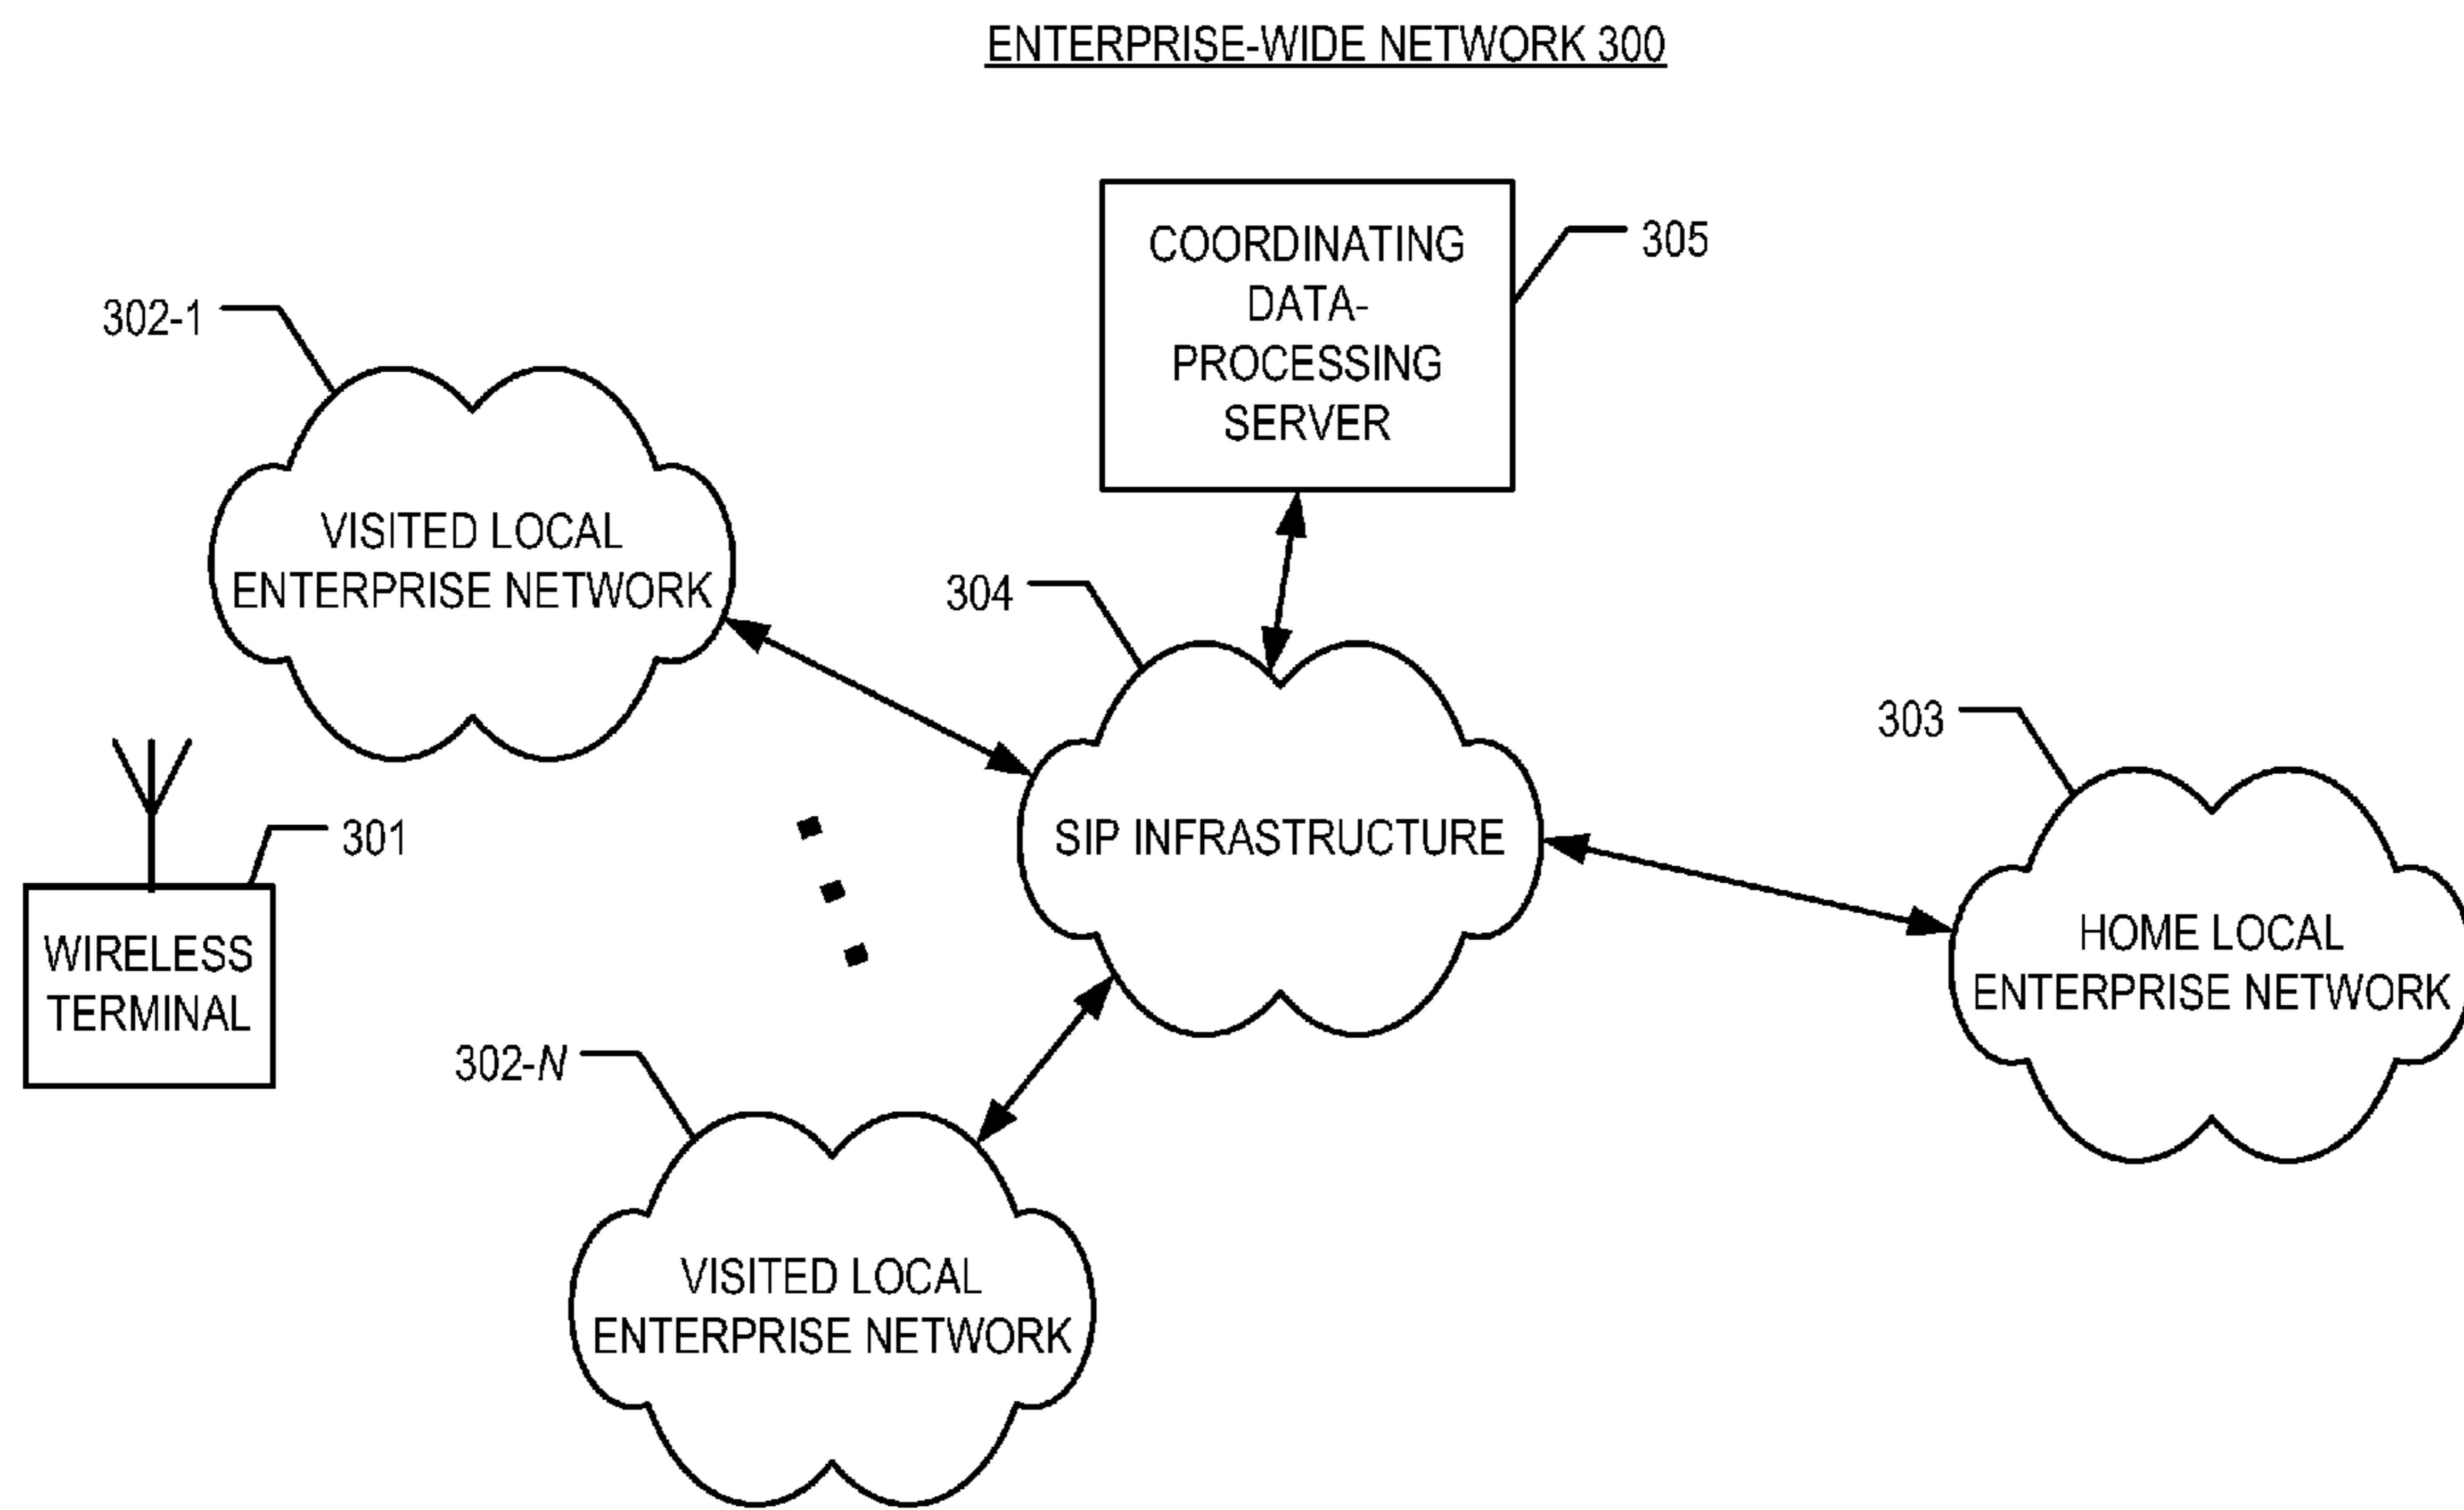 ENTERPRISE-WIDE NETWORK 300
COORDINATING
DATA-
PROCESSING
SERVER
305
302-1
VISITED LOCAL
ENTERPRISE NETWORK
304
SIP INFRASTRUCTURE
303
HOME LOCAL
ENTERPRISE NETWORK
301
WIRELESS
TERMINAL
302-N
VISITED LOCAL
ENTERPRISE NETWORK